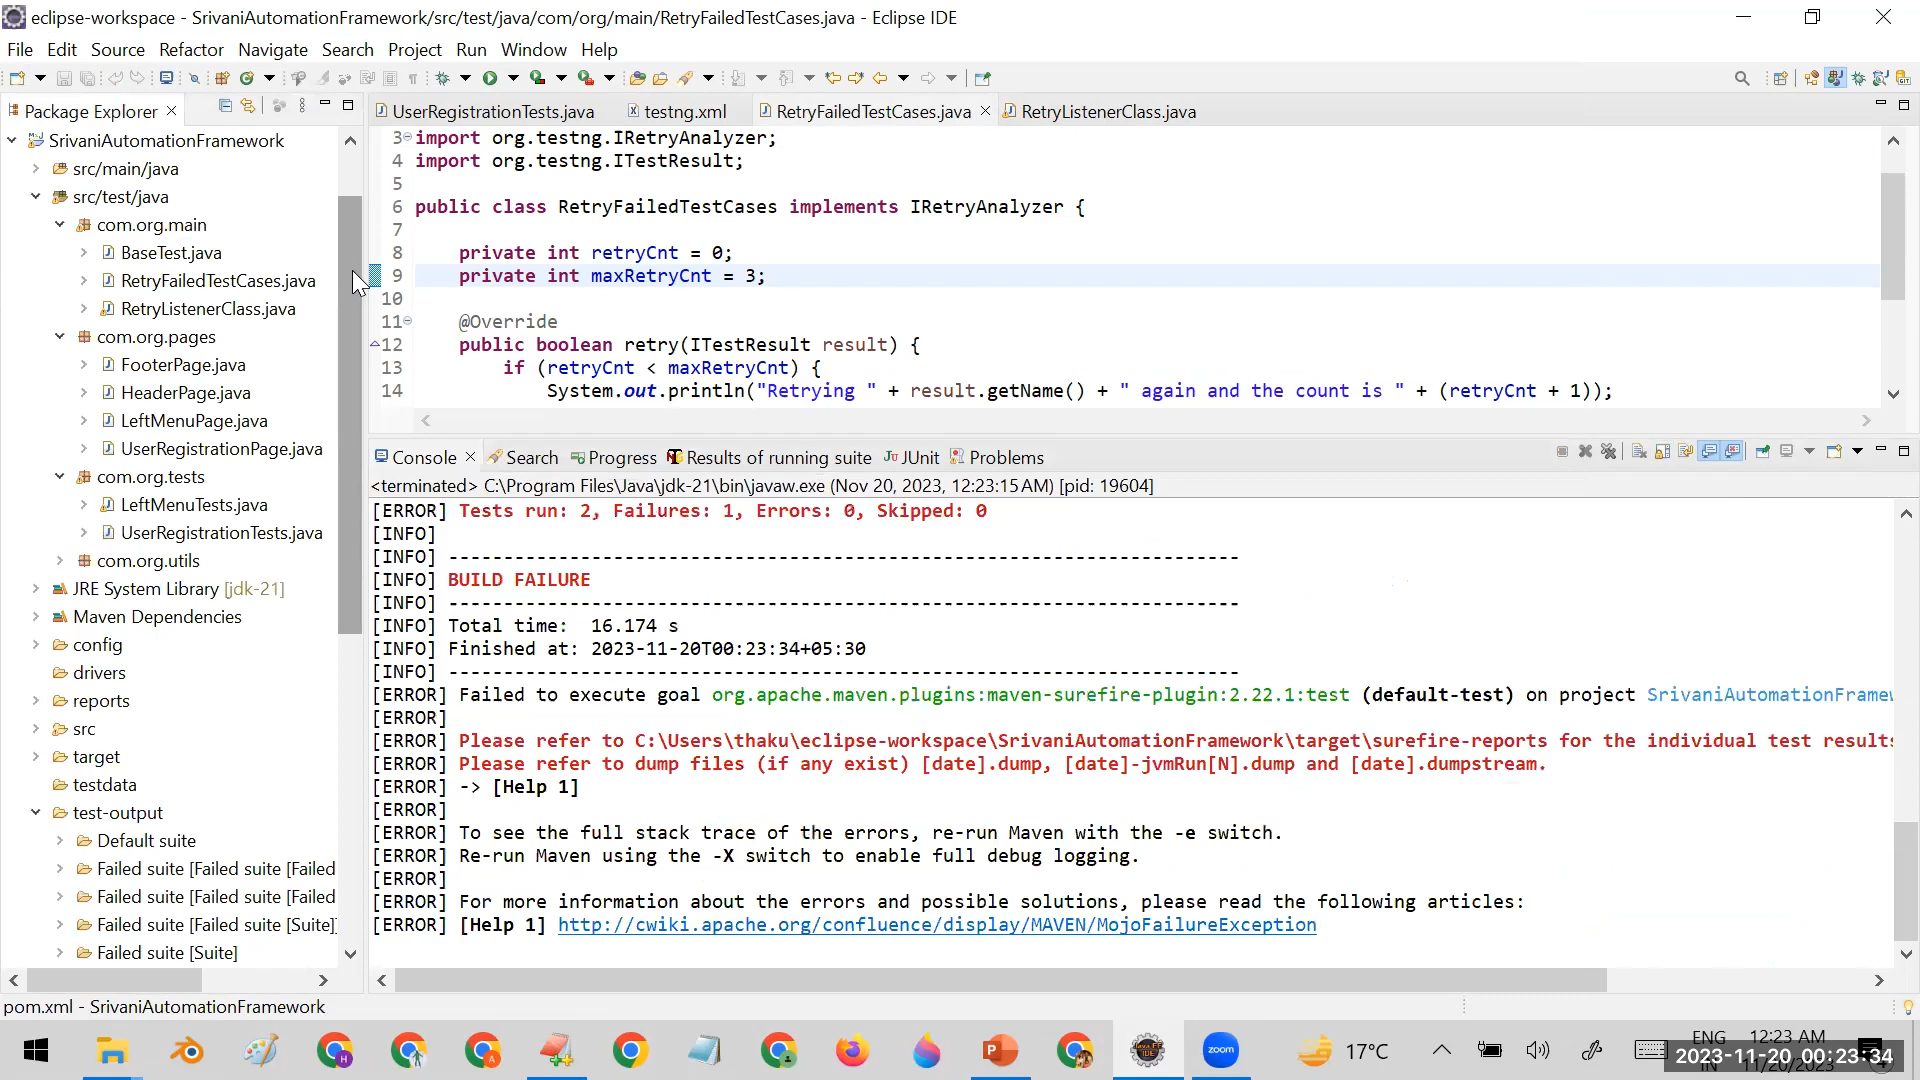 eclipse-workspace - SrivaniAutomationFramework/src/test/java/com/org/main/RetryFailedTestCases.java - Eclipse IDE
File Edit Source Refactor Navigate Search Project Run Window Help
Package Explorer
UserRegistrationTests.java testng.xml RetryFailedTestCases.java RetryListenerClass.java
SrivaniAutomationFramework
src/main/java
src/test/java
com.org.main
BaseTest.java
RetryFailedTestCases.java
RetryListenerClass.java
com.org.pages
FooterPage.java
HeaderPage.java
LeftMenuPage.java
UserRegistrationPage.java
com.org.tests
LeftMenuTests.java
UserRegistrationTests.java
com.org.utils
JRE System Library [jdk-21]
Maven Dependencies
config
drivers
reports
src
target
testdata
test-output
Default suite
Failed suite [Failed suite [Failed
Failed suite [Failed suite [Failed
Failed suite [Failed suite [Suite]]
Failed suite [Suite]
3 import org.testng.IRetryAnalyzer;
4 import org.testng.ITestResult;
5
6 public class RetryFailedTestCases implements IRetryAnalyzer {
7
8 private int retryCnt = 0;
9 private int maxRetryCnt = 3;
10
11 @Override
12 public boolean retry(ITestResult result) {
13 if (retryCnt < maxRetryCnt) {
14 System.out.println("Retrying " + result.getName() + " again and the count is " + (retryCnt + 1));
Console Search Progress Results of running suite JUnit Problems
<terminated> C:\Program Files\Java\jdk-21\bin\javaw.exe (Nov 20, 2023, 12:23:15 AM) [pid: 19604]
[ERROR] Tests run: 2, Failures: 1, Errors: 0, Skipped: 0
[INFO]
[INFO] ------------------------------------------------------------------------
[INFO] BUILD FAILURE
[INFO] ------------------------------------------------------------------------
[INFO] Total time:  16.174 s
[INFO] Finished at: 2023-11-20T00:23:34+05:30
[INFO] ------------------------------------------------------------------------
[ERROR] Failed to execute goal org.apache.maven.plugins:maven-surefire-plugin:2.22.1:test (default-test) on project SrivaniAutomationFramew
[ERROR]
[ERROR] Please refer to C:\Users\thaku\eclipse-workspace\SrivaniAutomationFramework\target\surefire-reports for the individual test results
[ERROR] Please refer to dump files (if any exist) [date].dump, [date]-jvmRun[N].dump and [date].dumpstream.
[ERROR] -> [Help 1]
[ERROR]
[ERROR] To see the full stack trace of the errors, re-run Maven with the -e switch.
[ERROR] Re-run Maven using the -X switch to enable full debug logging.
[ERROR]
[ERROR] For more information about the errors and possible solutions, please read the following articles:
[ERROR] [Help 1] http://cwiki.apache.org/confluence/display/MAVEN/MojoFailureException
pom.xml - SrivaniAutomationFramework
17°C
ENG
12:23 AM
2023-11-20 00:23:34